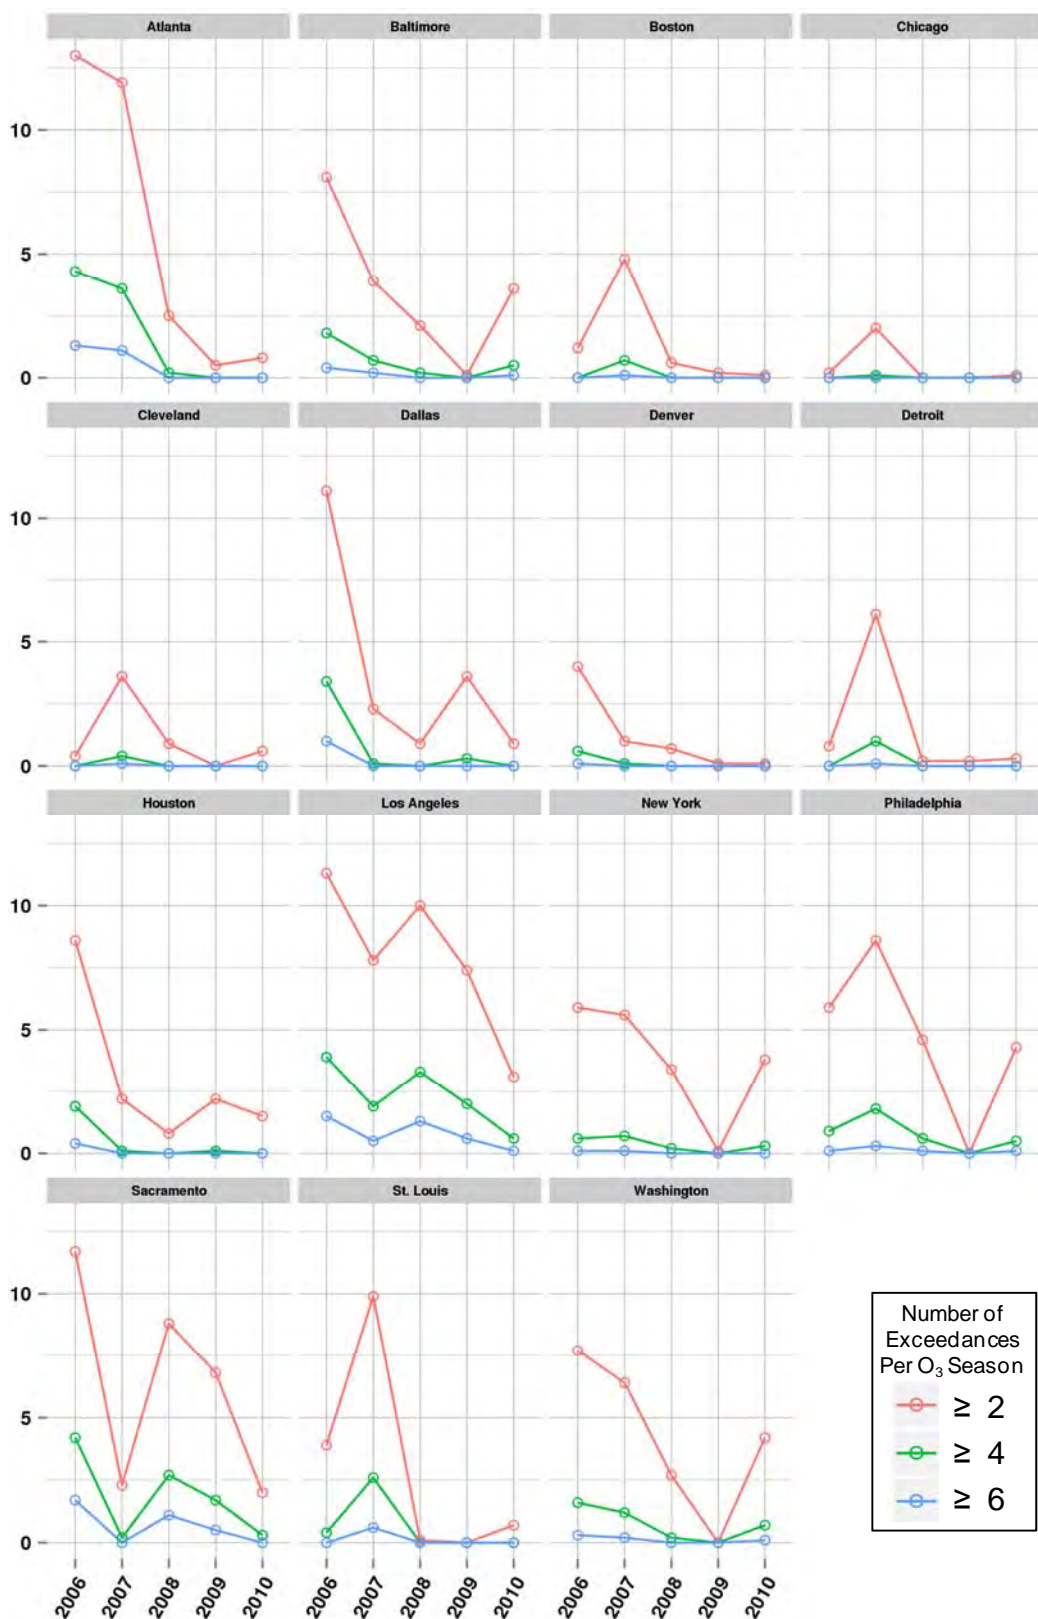 Atlanta Baltimore Boston Chicago
10
5
0
Cleveland Dallas Denver Detroit
10
5
0
Houston Los Angeles New York Philadelphia
10
5
0
Sacramento St. Louis Washington
10
5
0
2006 2007 2008 2009 2010 2006 2007 2008 2009 2010 2006 2007 2008 2009 2010
Number of
Exceedances
Per O₃ Season
≥ 2
≥ 4
≥ 6